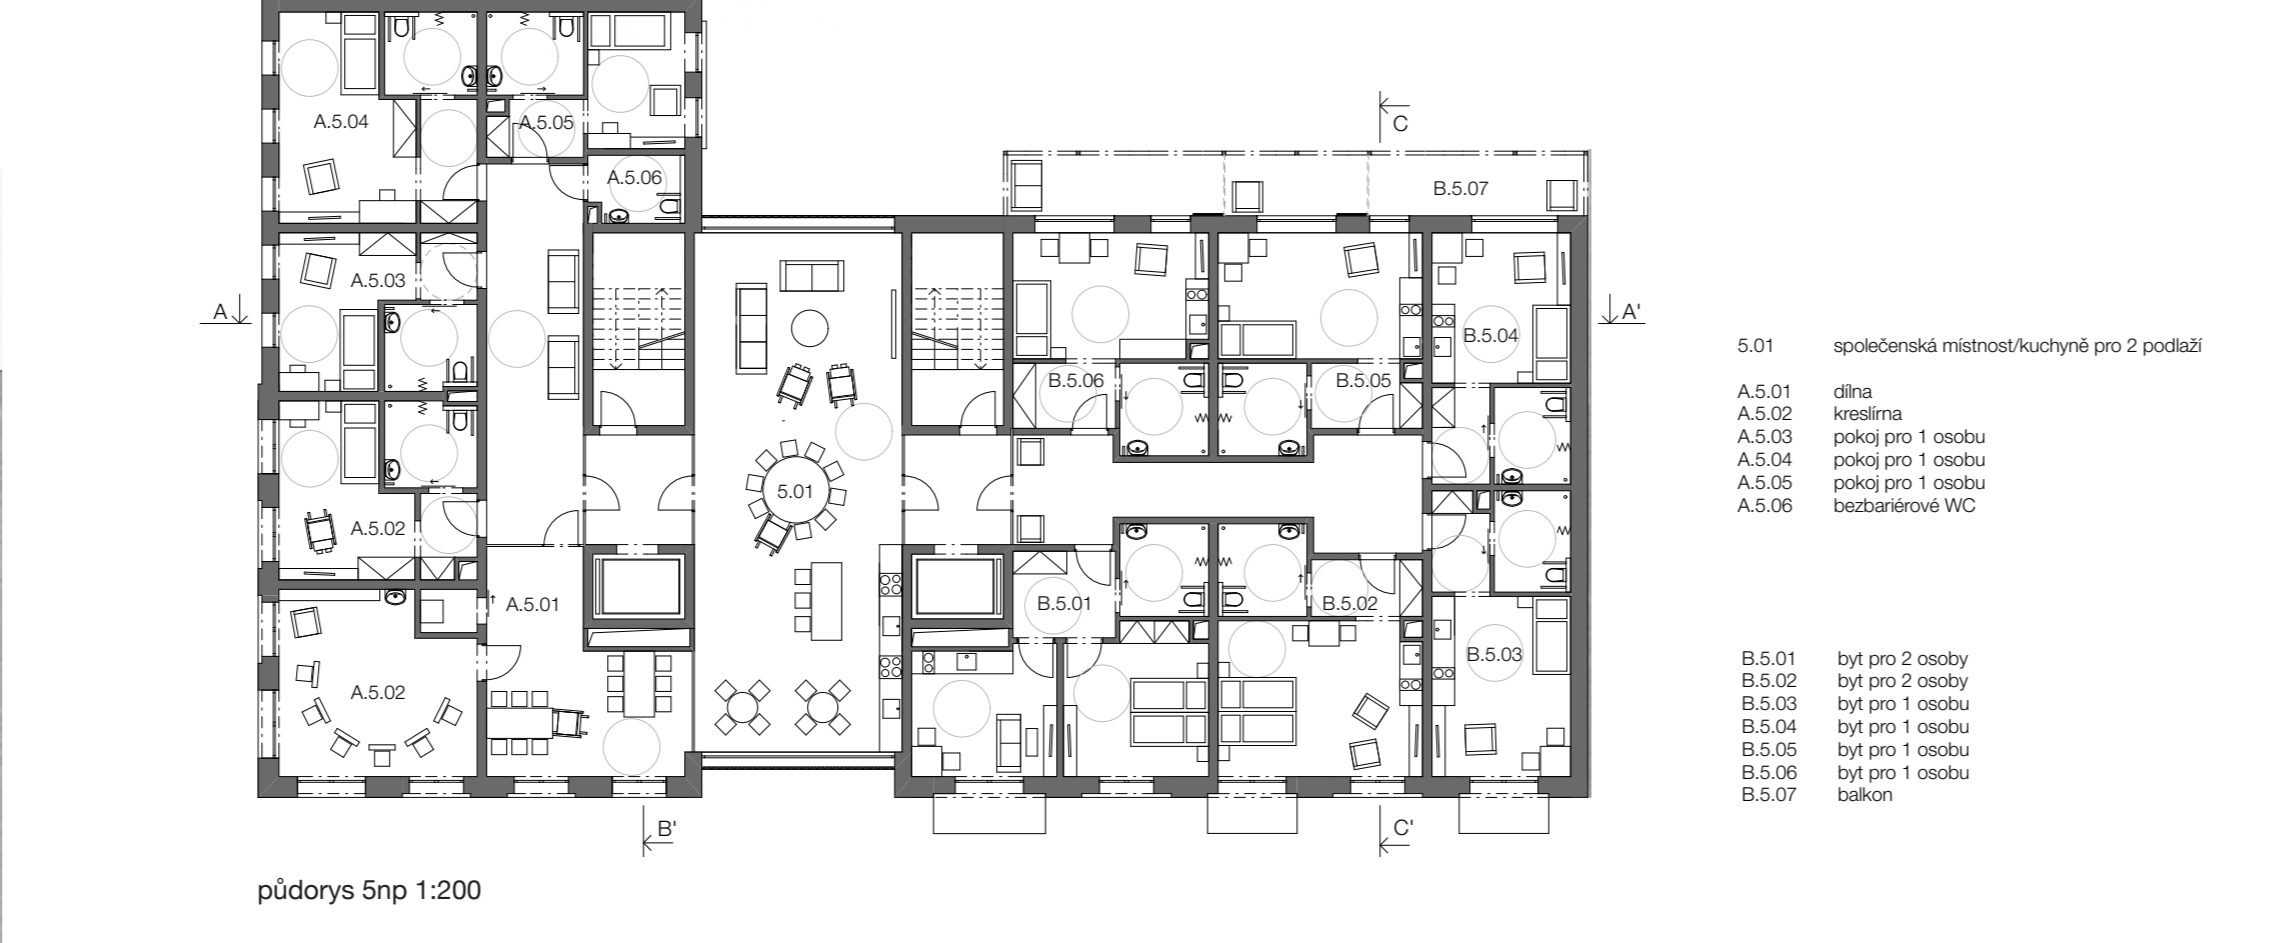 A.5.04
A.5.05
C
A.5.06
B.5.07
A.5.03
A
A'
B.5.04
B.5.06
B.5.05
5.01
A.5.02
A.5.01
B.5.01
B.5.02
B.5.03
A.5.02
B'
C'
5.01 společenská místnost/kuchyně pro 2 podlaží
A.5.01 dílna
A.5.02 kreslírna
A.5.03 pokoj pro 1 osobu
A.5.04 pokoj pro 1 osobu
A.5.05 pokoj pro 1 osobu
A.5.06 bezbariérové WC
B.5.01 byt pro 2 osoby
B.5.02 byt pro 2 osoby
B.5.03 byt pro 1 osobu
B.5.04 byt pro 1 osobu
B.5.05 byt pro 1 osobu
B.5.06 byt pro 1 osobu
B.5.07 balkon
půdorys 5np 1:200